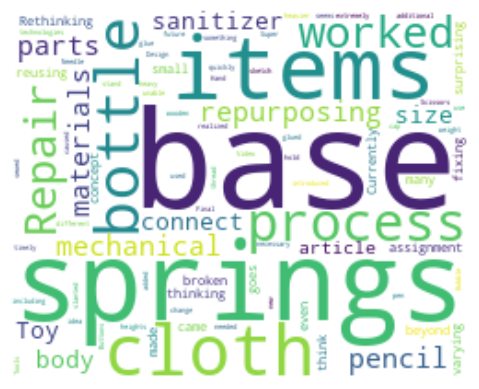 Rethinking
technologies
reusing
parts
Needle
glue
Design
future
something
sanitizer
small
Super
quickly
Hand
items
seems
extremely
additional
sketch
worked
surprising
Repair
materials
concept
bottle
repurposing
size
Scissors
Currently
many
fixing
base
connect
process
mechanical
article
assignment
timely
necessary
introduced
realized
Final
thread
glued
hold
used
wooden
unable
different
springs
broken
thinking
goes
including
started
added
change
came
needed
idea
heights
Toy
body
made
cloth
even
think
pencil
pen
beyond
varying